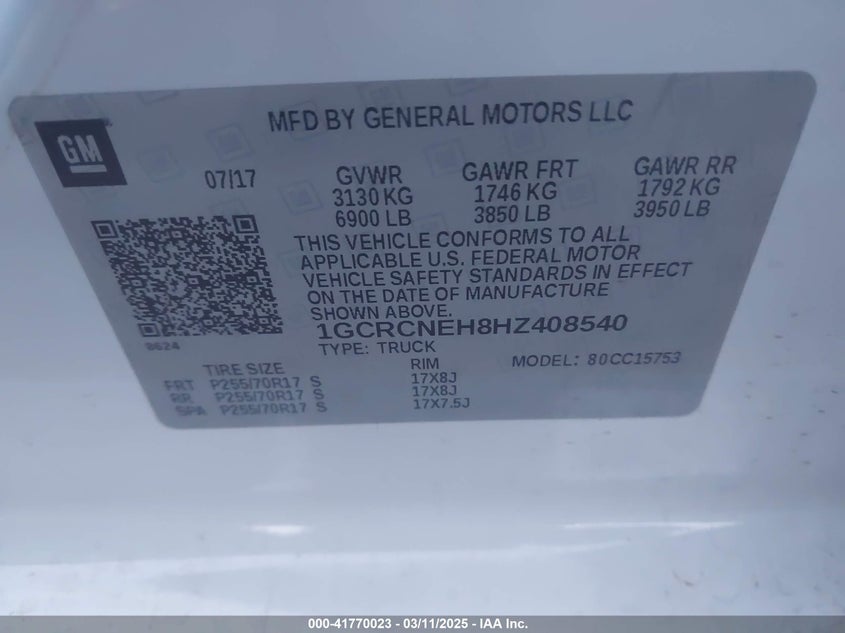 MFD BY GENERAL MOTORS LLC
GM
07/17 GVWR GAWR FRT GAWR RR
3130 KG 1746 KG 1792 KG
6900 LB 3850 LB 3950 LB
THIS VEHICLE CONFORMS TO ALL
APPLICABLE U.S. FEDERAL MOTOR
VEHICLE SAFETY STANDARDS IN EFFECT
ON THE DATE OF MANUFACTURE
SHOWN ABOVE.
1GCRCNEH8HZ408540
8624
TYPE: TRUCK MODEL: 80CC15753
TIRE SIZE RIM
FRT P255/70R17 S 17X8J
RR P255/70R17 S 17X8J
SPA P255/70R17 S 17X7.5J
000-41770023 - 03/11/2025 - IAA Inc.